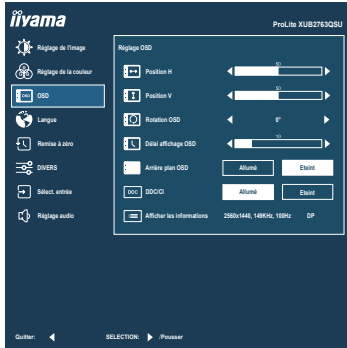 iiyama
ProLite XUB2763QSU
Réglage de l'image
Réglage de la couleur
OSD
Langue
Remise à zéro
DIVERS
Sélect. entrée
Réglage audio
Réglage OSD
Position H
50
Position V
50
Rotation OSD
0°
Délai affichage OSD
10
Arrière plan OSD
Allumé
Eteint
DDC
DDC/CI
Allumé
Eteint
Afficher les informations
2560x1440, 149KHz, 100Hz
DP
Quitter:
SELECTION: /Pousser